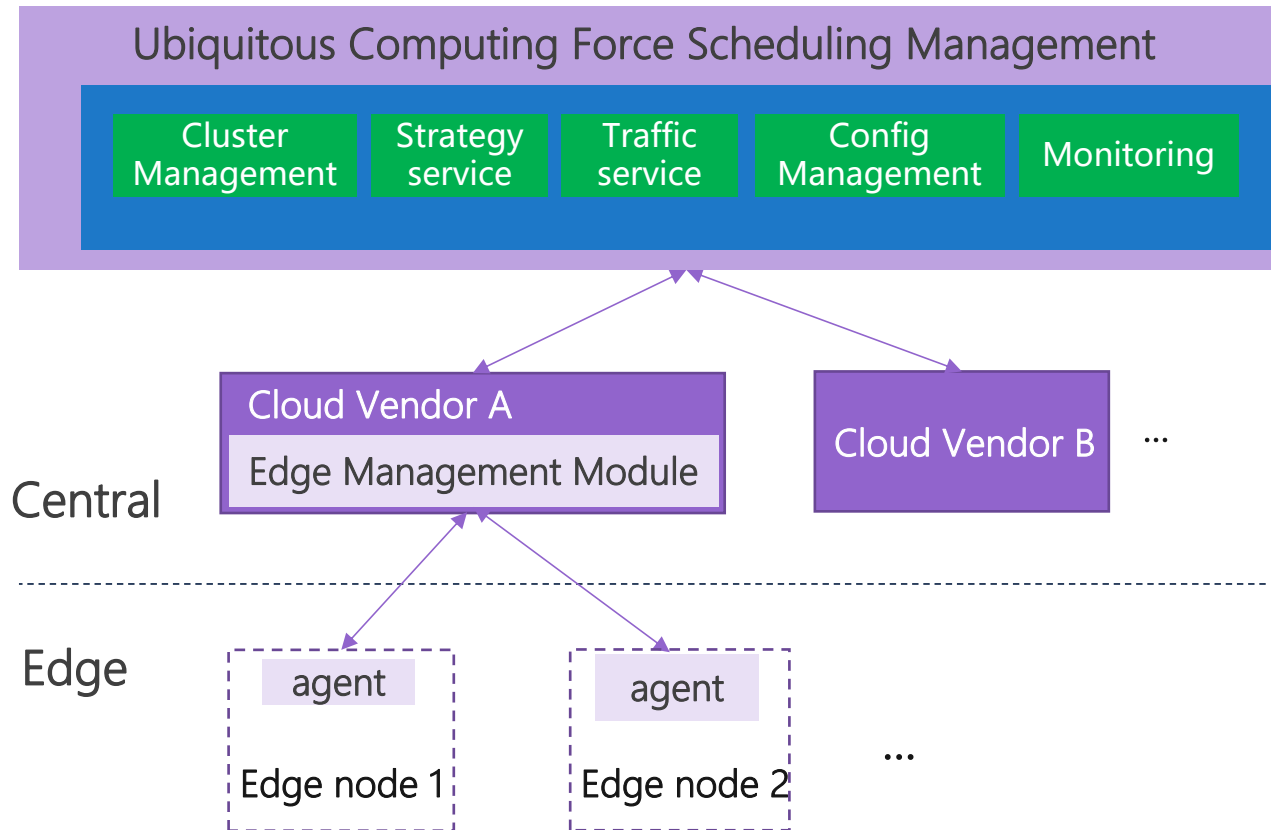 Ubiquitous Computing Force Scheduling Management
Cluster
Management
Strategy
service
Traffic
service
Config
Management
Monitoring
Cloud Vendor A
Edge Management Module
Cloud Vendor B
...
Central
Edge
agent
Edge node 1
agent
Edge node 2
...